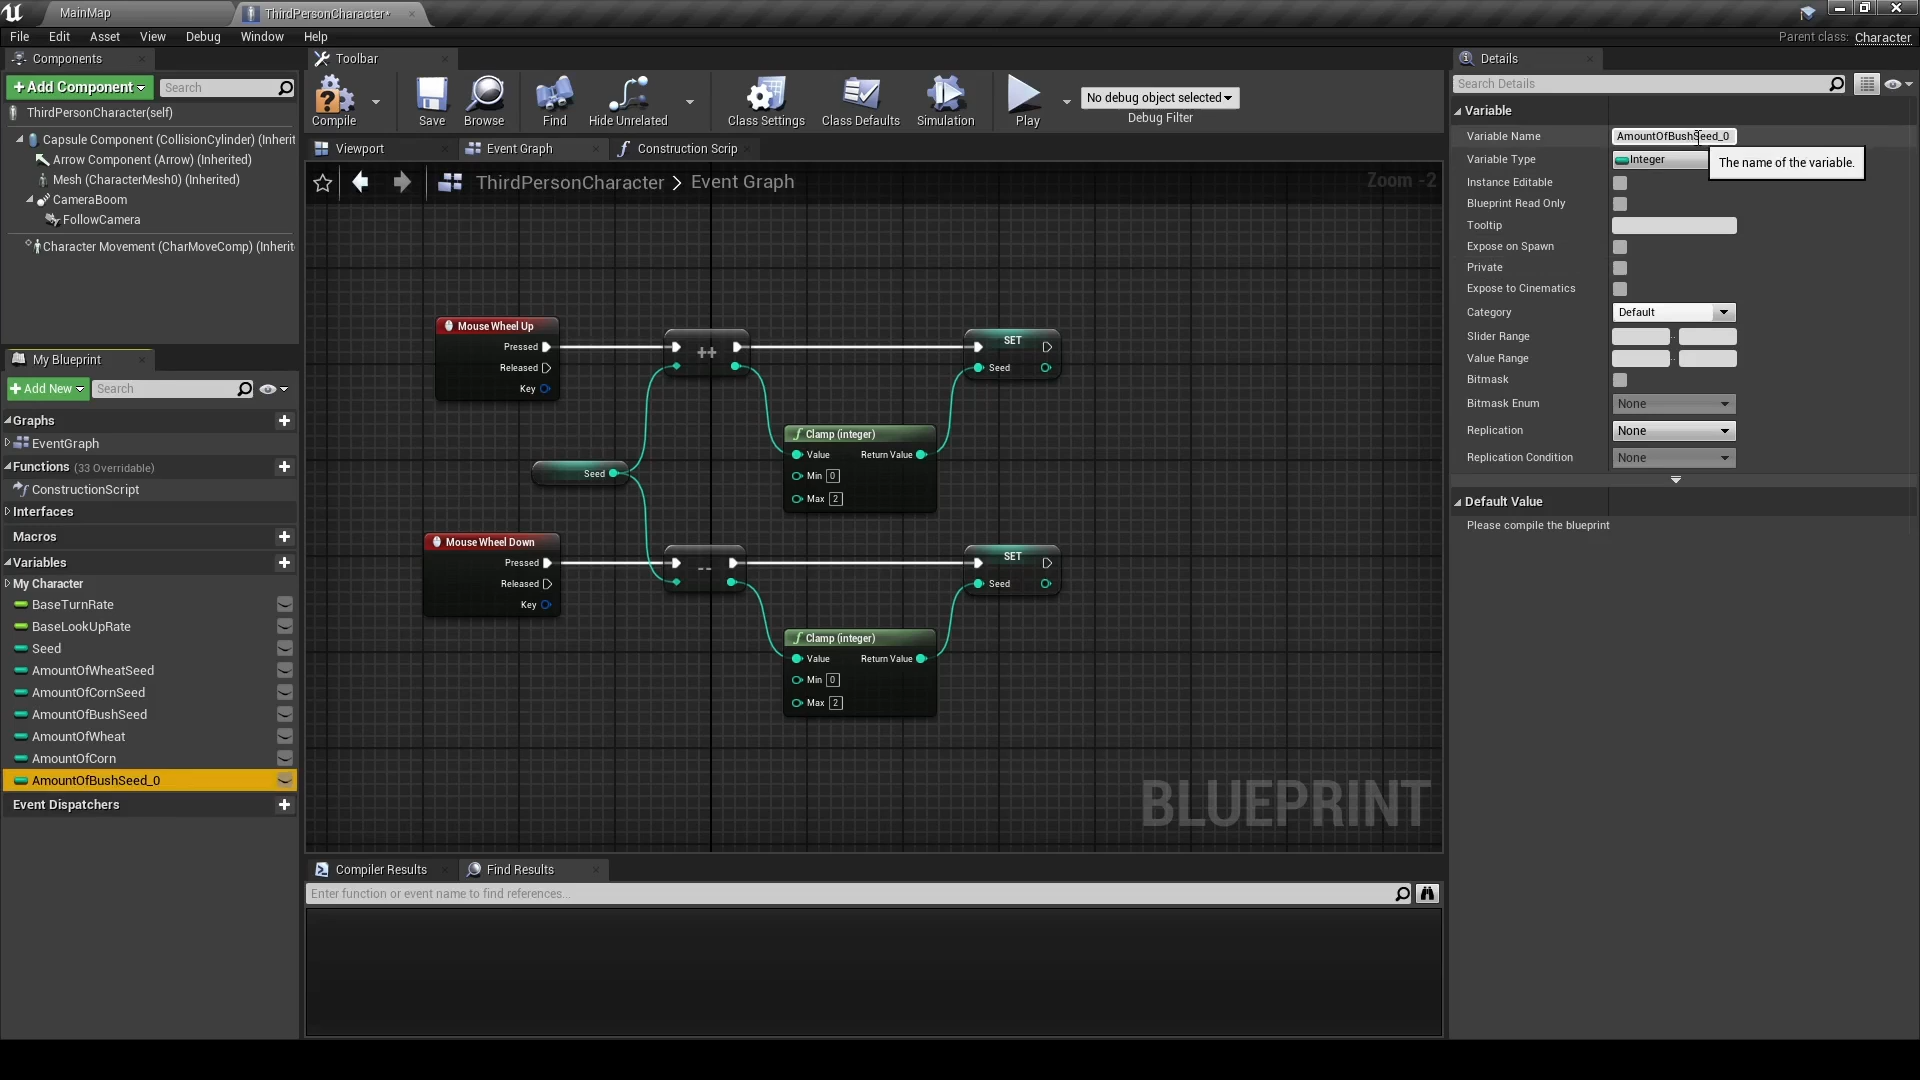 MainMap
ThirdPersonCharacter*
File Edit Asset View Debug Window Help
Parent class: Character
Components
+Add Component
Search
ThirdPersonCharacter(self)
Capsule Component (CollisionCylinder) (Inherit
Arrow Component (Arrow) (Inherited)
Mesh (CharacterMesh0) (Inherited)
CameraBoom
FollowCamera
Character Movement (CharMoveComp) (Inherit
My Blueprint
+Add New
Search
Graphs
EventGraph
Functions (33 Overridable)
ConstructionScript
Interfaces
Macros
Variables
My Character
BaseTurnRate
BaseLookUpRate
Seed
AmountOfWheatSeed
AmountOfCornSeed
AmountOfBushSeed
AmountOfWheat
AmountOfCorn
AmountOfBushSeed_0
Event Dispatchers
Toolbar
Compile
Save
Browse
Find
Hide Unrelated
Class Settings
Class Defaults
Simulation
Play
No debug object selected
Debug Filter
Viewport
Event Graph
Construction Scrip
ThirdPersonCharacter > Event Graph
Zoom -2
Mouse Wheel Up
Pressed
Released
Key
++
SET
Seed
Clamp (integer)
Value Return Value
Min 0
Max 2
Seed
Mouse Wheel Down
Pressed
Released
Key
--
SET
Seed
Clamp (integer)
Value Return Value
Min 0
Max 2
BLUEPRINT
Compiler Results
Find Results
Enter function or event name to find references...
Details
Search Details
Variable
Variable Name AmountOfBushSeed_0
Variable Type Integer
The name of the variable.
Instance Editable
Blueprint Read Only
Tooltip
Expose on Spawn
Private
Expose to Cinematics
Category Default
Slider Range
Value Range
Bitmask
Bitmask Enum None
Replication None
Replication Condition None
Default Value
Please compile the blueprint